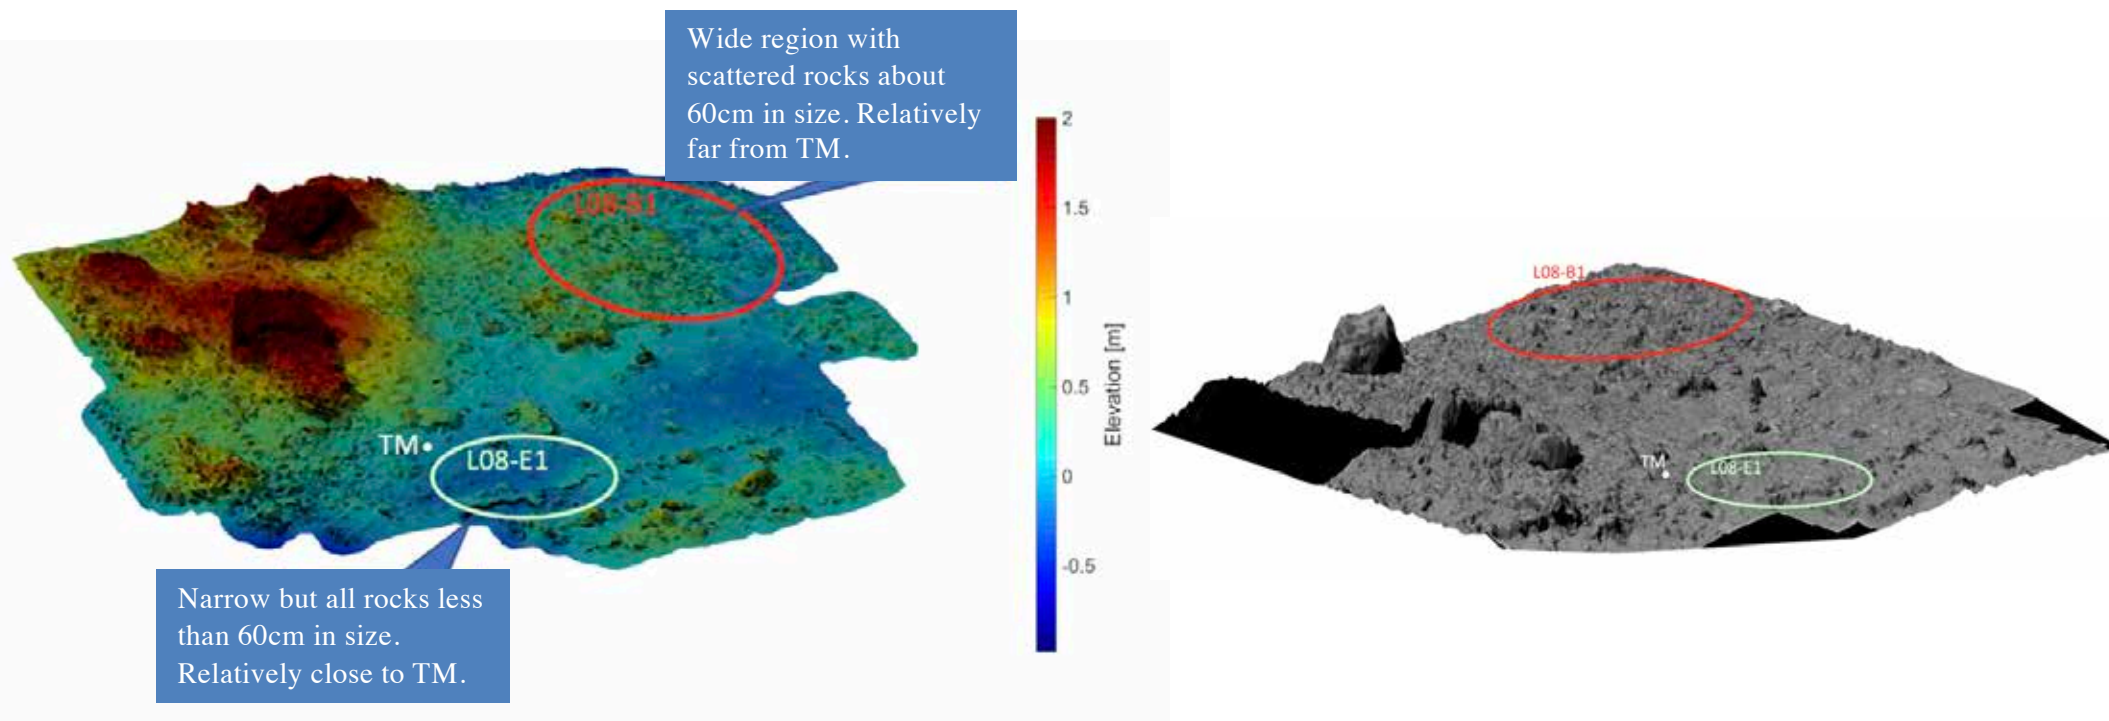 Wide region with
scattered rocks about
60cm in size. Relatively
far from TM.
L08-B1
TM
L08-E1
Narrow but all rocks less
than 60cm in size.
Relatively close to TM.
2
1.5
1
0.5
0
-0.5
Elevation [m]
L08-B1
TM
L08-E1